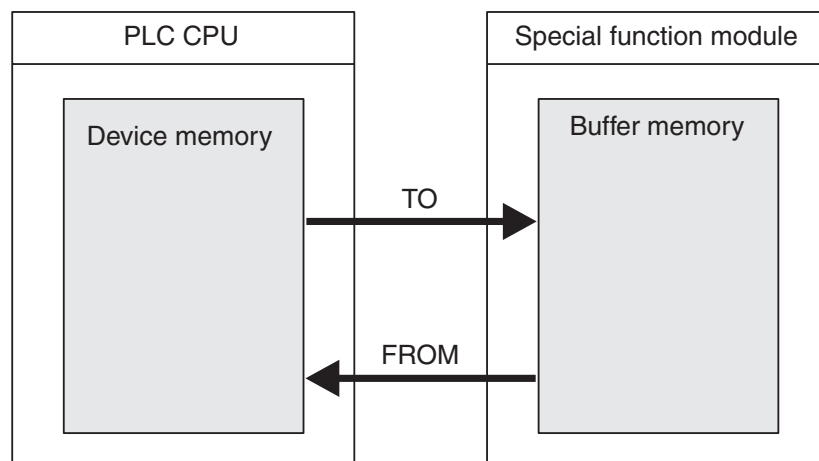 PLC CPU
Special function module
Device memory
Buffer memory
TO
FROM